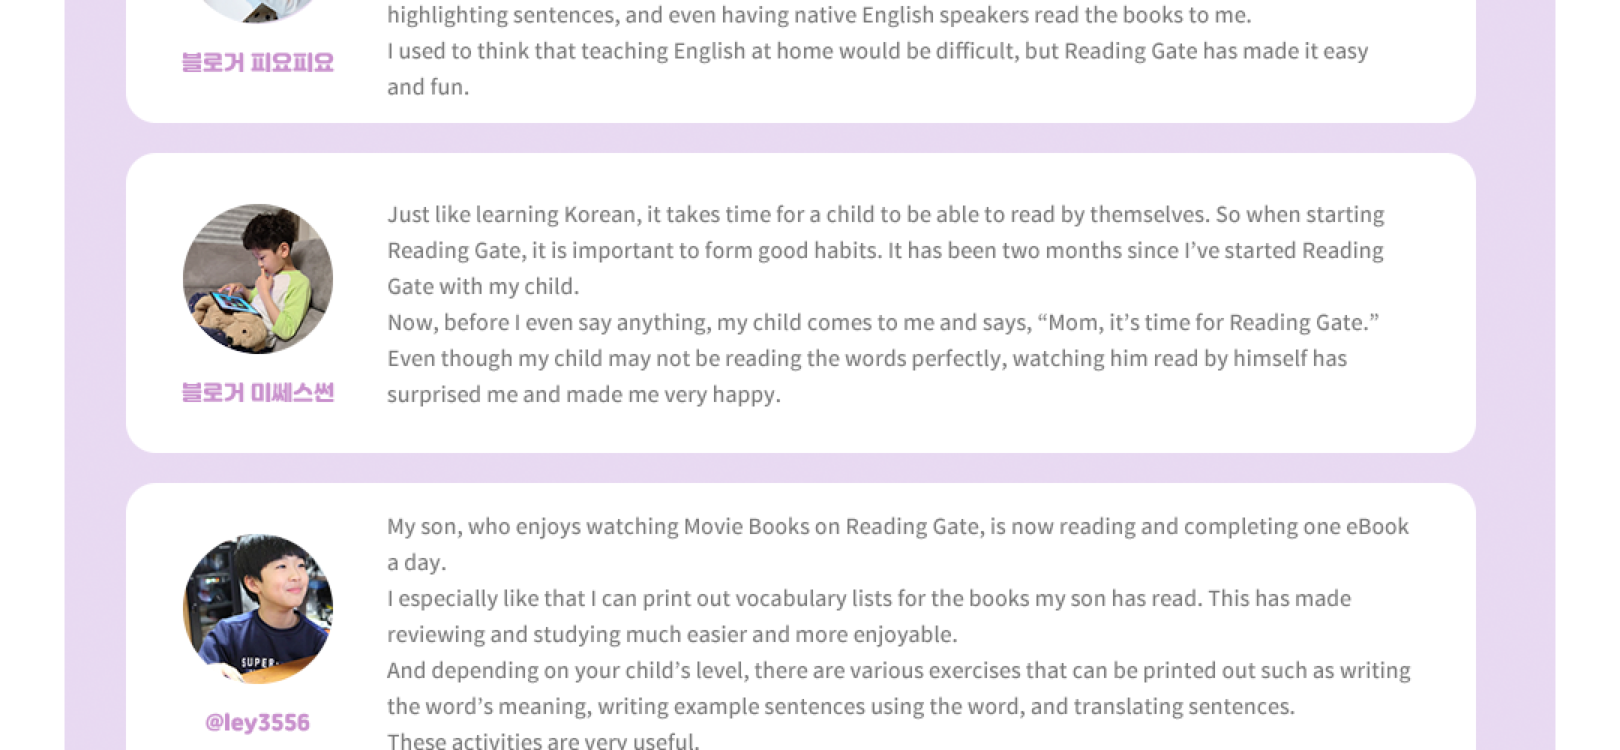 highlighting sentences, and even having native English speakers read the books to me.
I used to think that teaching English at home would be difficult, but Reading Gate has made it easy
and fun.
블로거 피요피요
Just like learning Korean, it takes time for a child to be able to read by themselves. So when starting
Reading Gate, it is important to form good habits. It has been two months since I’ve started Reading
Gate with my child.
Now, before I even say anything, my child comes to me and says, “Mom, it’s time for Reading Gate.”
Even though my child may not be reading the words perfectly, watching him read by himself has
surprised me and made me very happy.
블로거 미쎄스썬
My son, who enjoys watching Movie Books on Reading Gate, is now reading and completing one eBook
a day.
I especially like that I can print out vocabulary lists for the books my son has read. This has made
reviewing and studying much easier and more enjoyable.
And depending on your child’s level, there are various exercises that can be printed out such as writing
the word’s meaning, writing example sentences using the word, and translating sentences.
These activities are very useful.
SUPER
@ley3556